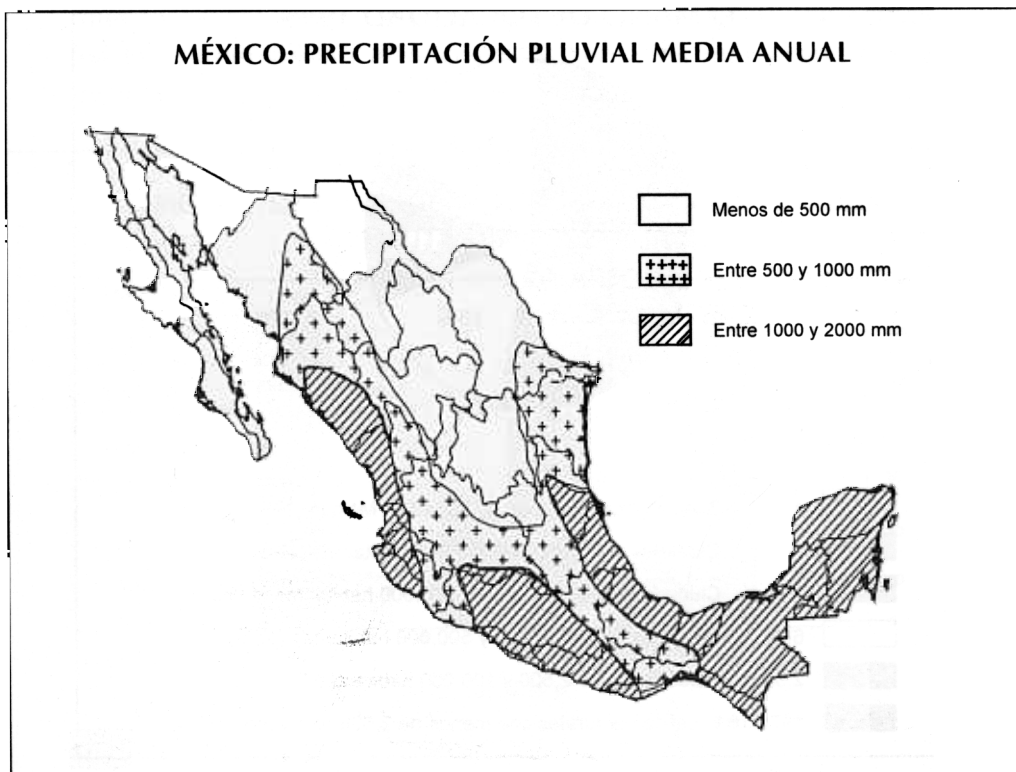 MÉXICO: PRECIPITACIÓN PLUVIAL MEDIA ANUAL
Menos de 500 mm
Entre 500 y 1000 mm
Entre 1000 y 2000 mm